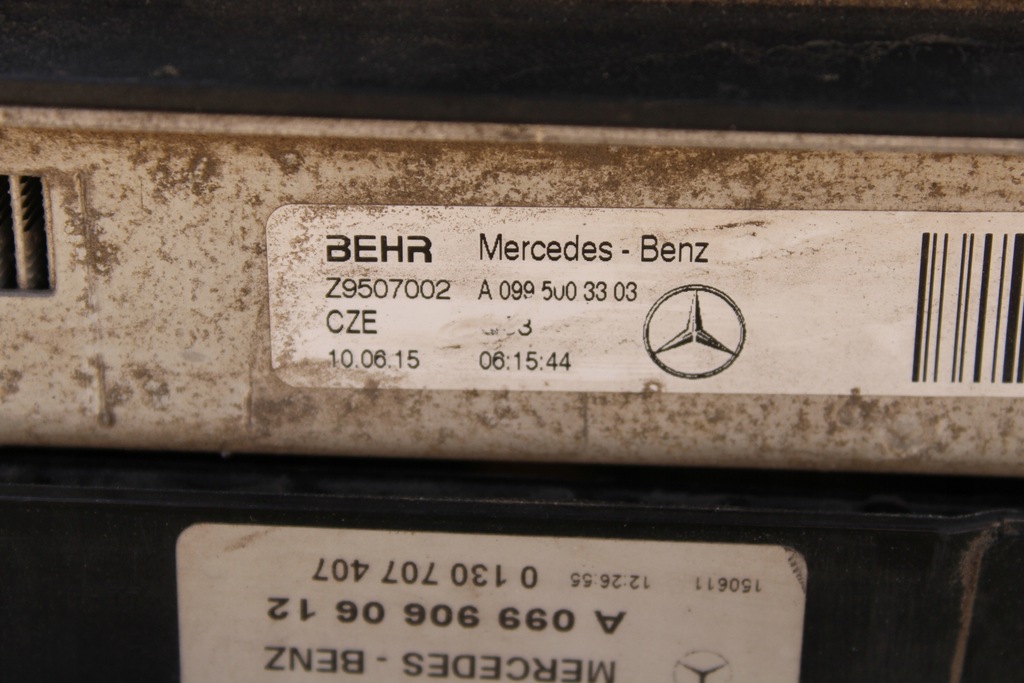 BEHR Mercedes - Benz
Z9507002 A 099 500 33 03
CZE
10.06.15 06:15:44
MERCEDES - BENZ
A 099 906 06 12
150611 12:26:55 0 130 707 407